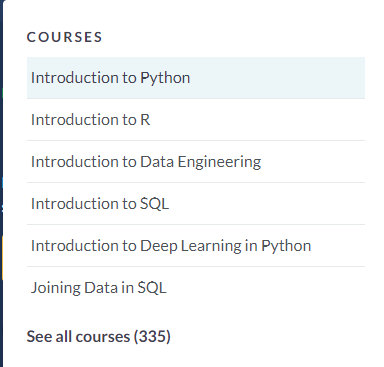 COURSES
Introduction to Python
Introduction to R
Introduction to Data Engineering
Introduction to SQL
Introduction to Deep Learning in Python
Joining Data in SQL
See all courses (335)